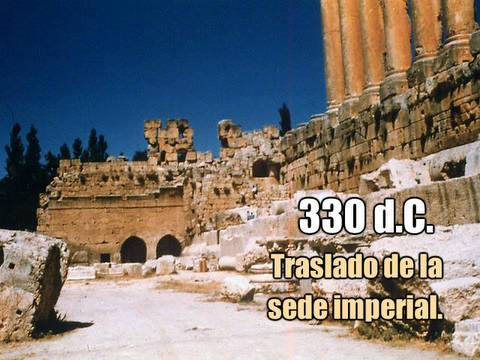 330 d.C.
Traslado de la
sede imperial.